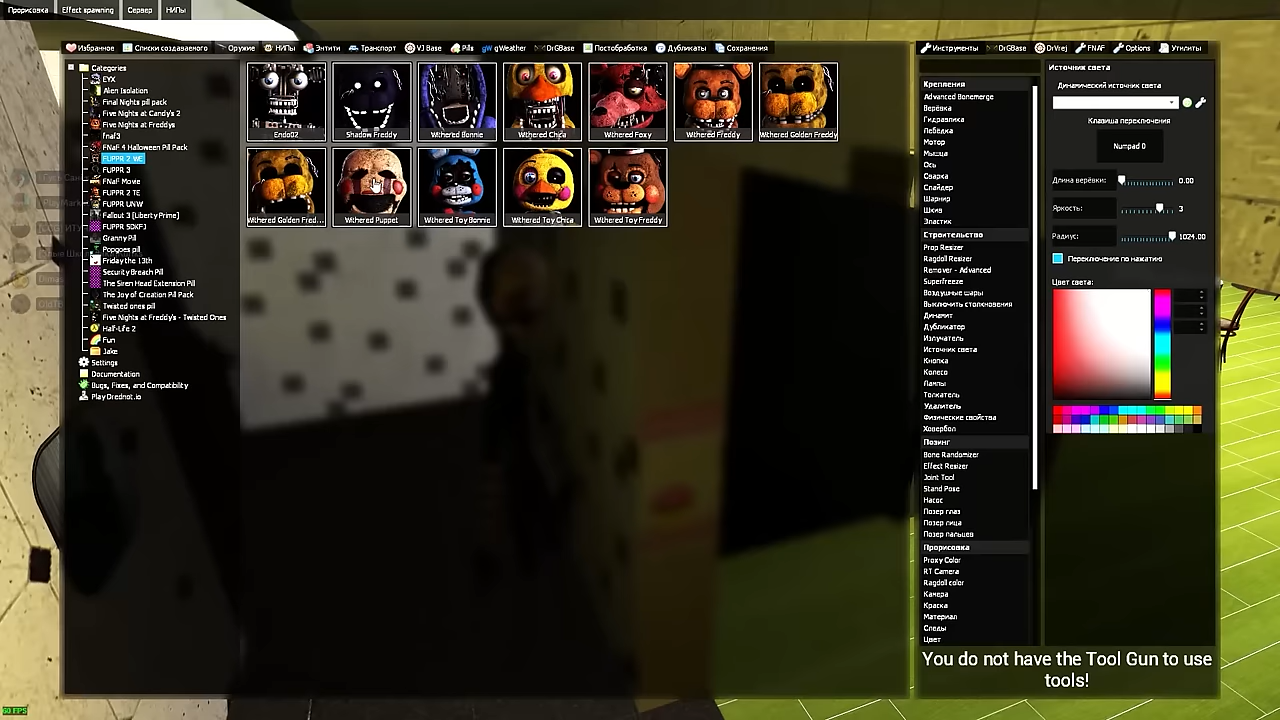 Прорисовка Effect spawning Сервер НИПы
Избранное Списки создаваемого Оружие НИПы Энтити Транспорт VJ Base Pills gWeather DrGBase Постобработка Дубликаты Сохранения
Categories
EYX
Alien Isolation
Final Nights pill pack
Five Nights at Candy's 2
Five Nights at Freddys
fnaf3
FNaF 4 Halloween Pill Pack
FUPPR 2 WE
FUPPR 3
FNaF Movie
FUPPR 2 TE
FUPPR UNW
Fallout 3 (Liberty Prime)
FUPPR SDKFJ
Granny Pill
Popgoes pill
Friday the 13th
Security Breach Pill
The Siren Head Extension Pill
The Joy of Creation Pill Pack
Twisted ones pill
Five Nights at Freddy's - Twisted Ones
Half-Life 2
Fun
Jake
Settings
Documentation
Bugs, Fixes, and Compatibility
Play Drednot.io
Endo02 Shadow Freddy Withered Bonnie Withered Chica Withered Foxy Withered Freddy Withered Golden Freddy
Withered Golden Fred... Withered Puppet Withered Toy Bonnie Withered Toy Chica Withered Toy Freddy
Инструменты DrGBase DrVrej FNAF Options Утилиты
Крепления
Advanced Bonemerge
Верёвка
Гидравлика
Лебёдка
Мотор
Мышца
Ось
Сварка
Слайдер
Шарнир
Шкив
Эластик
Строительство
Prop Resizer
Ragdoll Resizer
Remover - Advanced
Superfreeze
Воздушные шары
Выключить столкновения
Динамит
Дубликатор
Излучатель
Источник света
Кнопка
Колесо
Лампы
Толкатель
Удалитель
Физические свойства
Ховербол
Позинг
Bone Randomizer
Effect Resizer
Joint Tool
Stand Pose
Насос
Позер глаз
Позер лица
Позер пальцев
Прорисовка
Proxy Color
RT Camera
Ragdoll color
Камера
Краска
Материал
Следы
Цвет
Источник света
Динамический источник света
Клавиша переключения
Numpad 0
Длина верёвки: 0.00
Яркость: 3
Радиус: 1024.00
Переключение по нажатию
Цвет света:
You do not have the Tool Gun to use
tools!
60 FPS